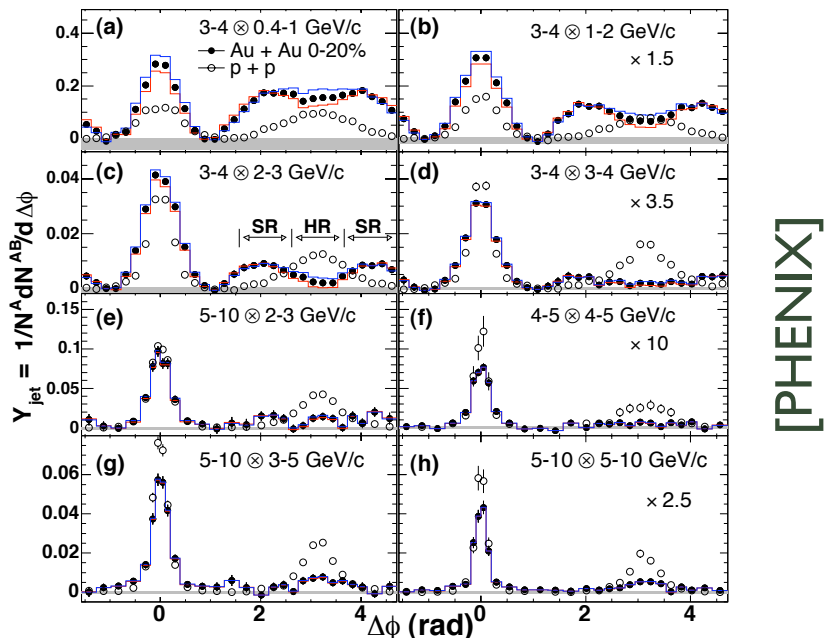 (a) 3-4 ⊗ 0.4-1 GeV/c
Au + Au 0-20%
p + p
(b) 3-4 ⊗ 1-2 GeV/c
× 1.5
0.4
0.2
0
(c) 3-4 ⊗ 2-3 GeV/c
SR HR SR
(d) 3-4 ⊗ 3-4 GeV/c
× 3.5
0.04
0.02
0
(e) 5-10 ⊗ 2-3 GeV/c
(f) 4-5 ⊗ 4-5 GeV/c
× 10
0.15
0.1
0.05
0
(g) 5-10 ⊗ 3-5 GeV/c
(h) 5-10 ⊗ 5-10 GeV/c
× 2.5
0.06
0.04
0.02
0
0 2 4 0 2 4
Δϕ (rad)
Y jet = 1/N^A dN^AB/d Δϕ
[PHENIX]